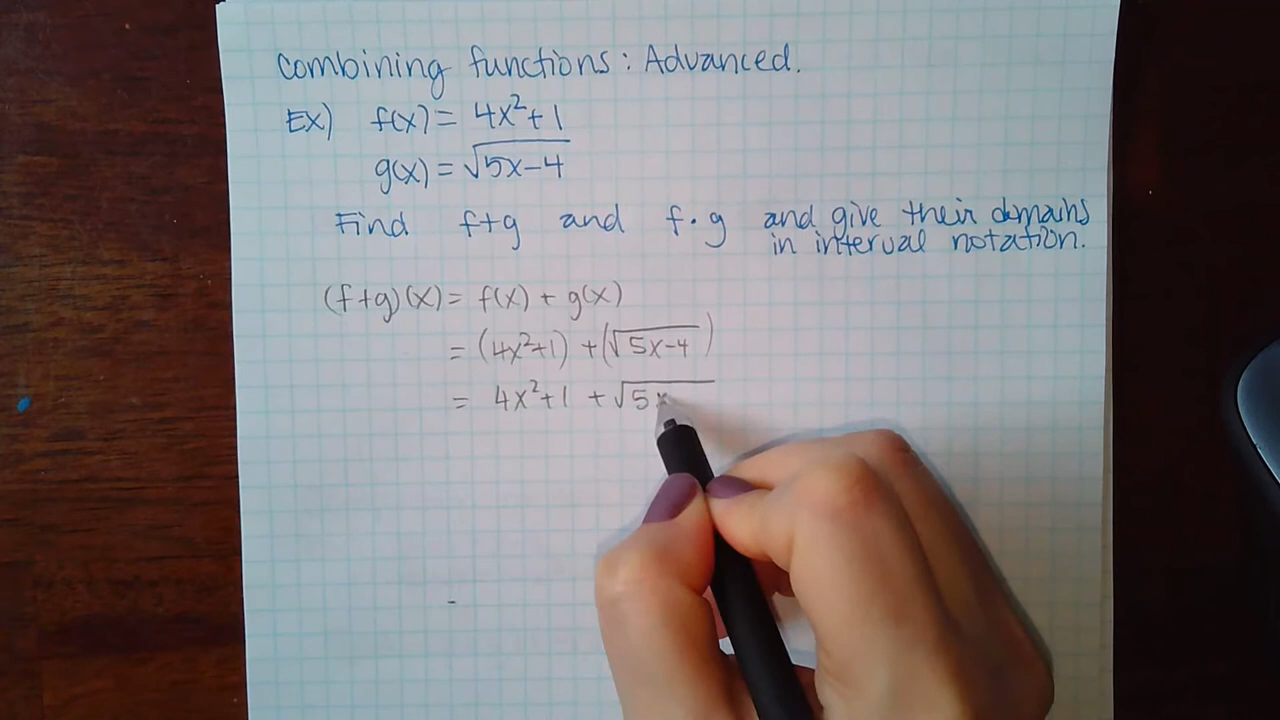 Combining functions: Advanced.
Ex) f(x) = 4x²+1
g(x) = √5x-4
Find f+g and f·g and give their domains
in interval notation.
(f+g)(x) = f(x) + g(x)
= (4x²+1) + (√5x-4)
= 4x²+1 + √5x